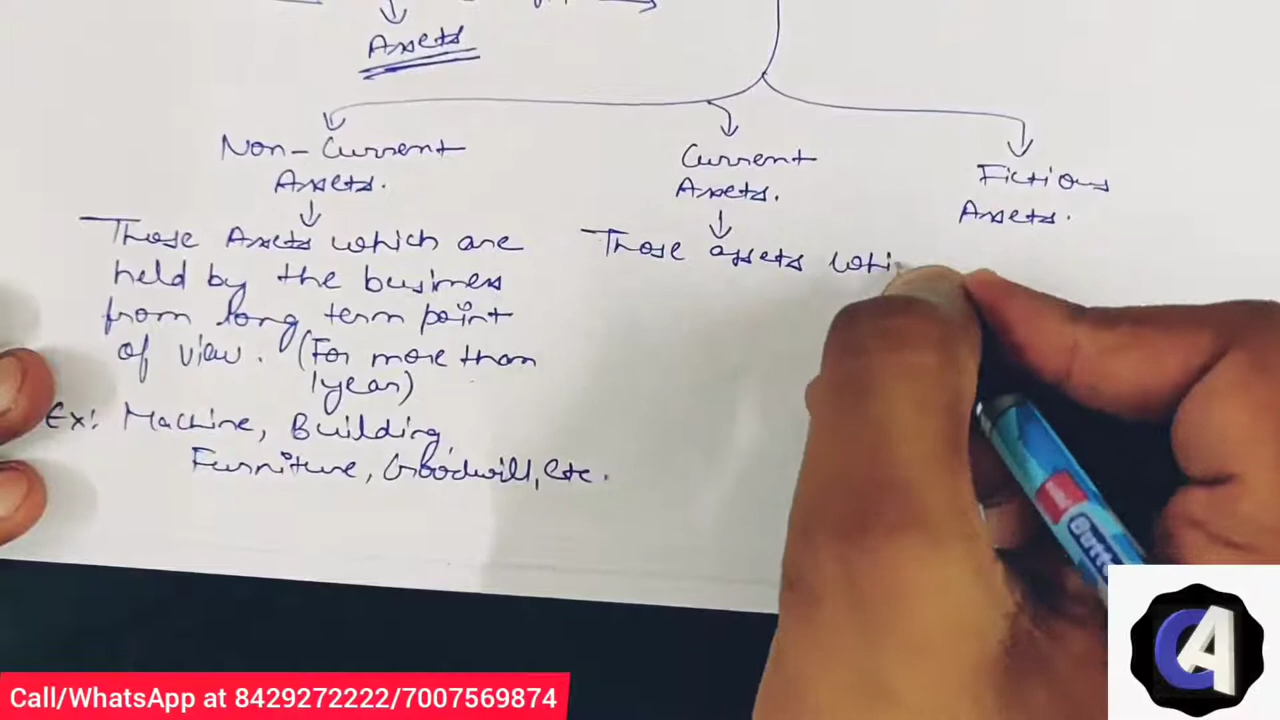 Assets
Non-Current
Assets.
Current
Assets.
Fictious
Assets.
Those Assets which are
held by the business
from long term point
of view. (For more than
1year)
Ex: Machine, Building,
Furniture, Goodwill, Etc.
Those assets whi
Butt
CA
Call/WhatsApp at 8429272222/7007569874